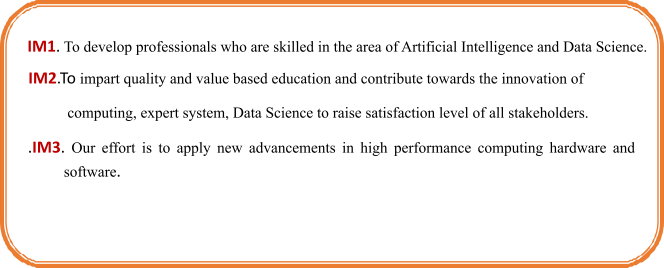 IM1. To develop professionals who are skilled in the area of Artificial Intelligence and Data Science.
IM2.To impart quality and value based education and contribute towards the innovation of
computing, expert system, Data Science to raise satisfaction level of all stakeholders.
.IM3. Our effort is to apply new advancements in high performance computing hardware and
software.